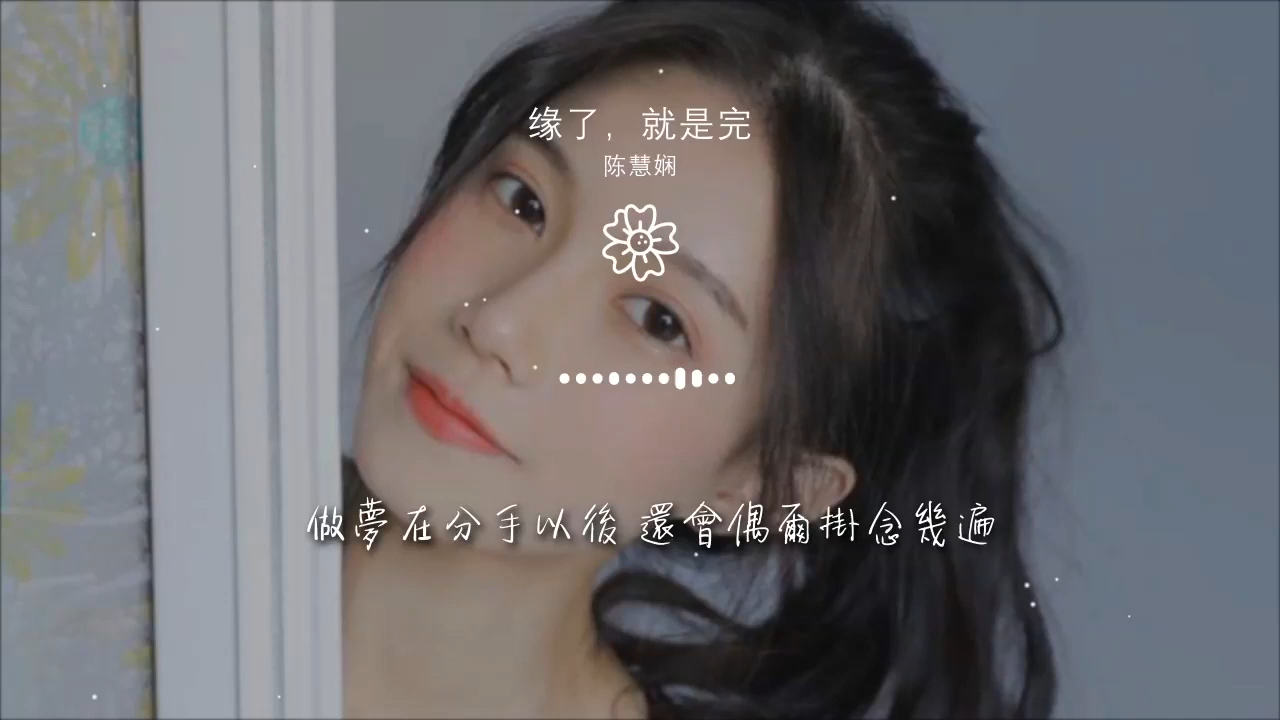 缘了，就是完
陈慧娴
做夢在分手以後 還會偶爾掛念幾遍